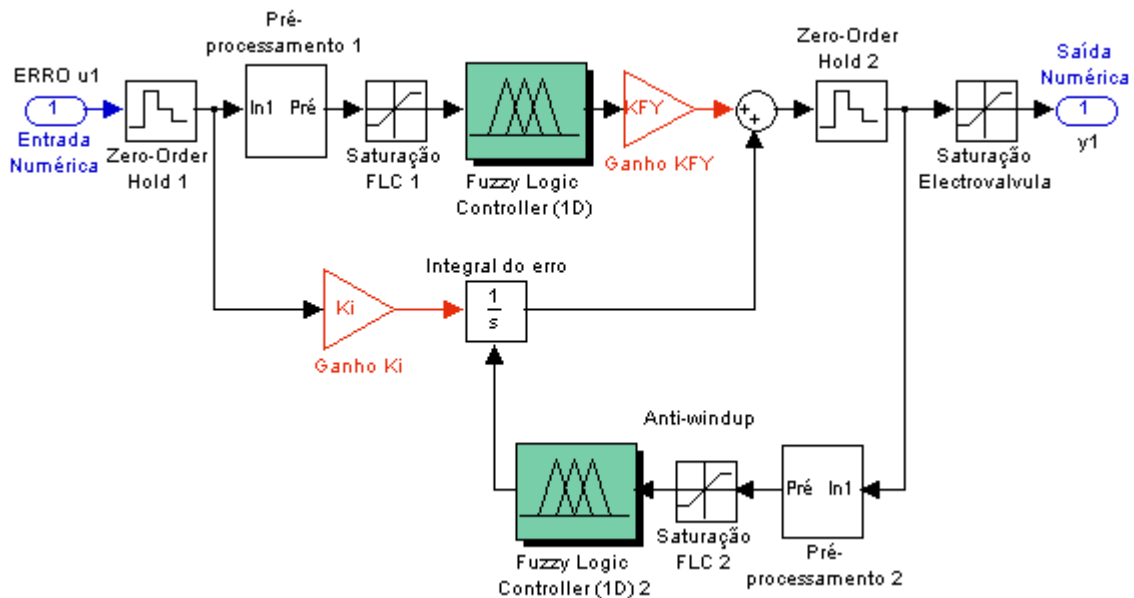 Pré-
processamento 1
ERRO u1
1
Entrada
Numérica
Zero-Order
Hold 1
In1 Pré
Saturação
FLC 1
Fuzzy Logic
Controller (1D)
KFY
Ganho KFY
+
+
Zero-Order
Hold 2
Saturação
Electrovalvula
Saída
Numérica
1
y1
Ki
Ganho Ki
Integral do erro
1
s
Anti-windup
Fuzzy Logic
Controller (1D) 2
Saturação
FLC 2
Pré In1
Pré-
processamento 2